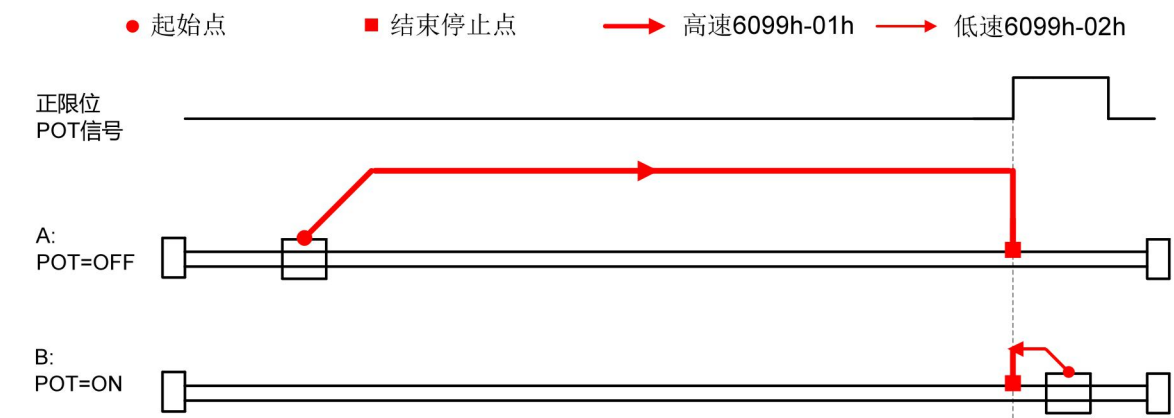 起始点 结束停止点 高速6099h-01h 低速6099h-02h
正限位
POT信号
A:
POT=OFF
B:
POT=ON